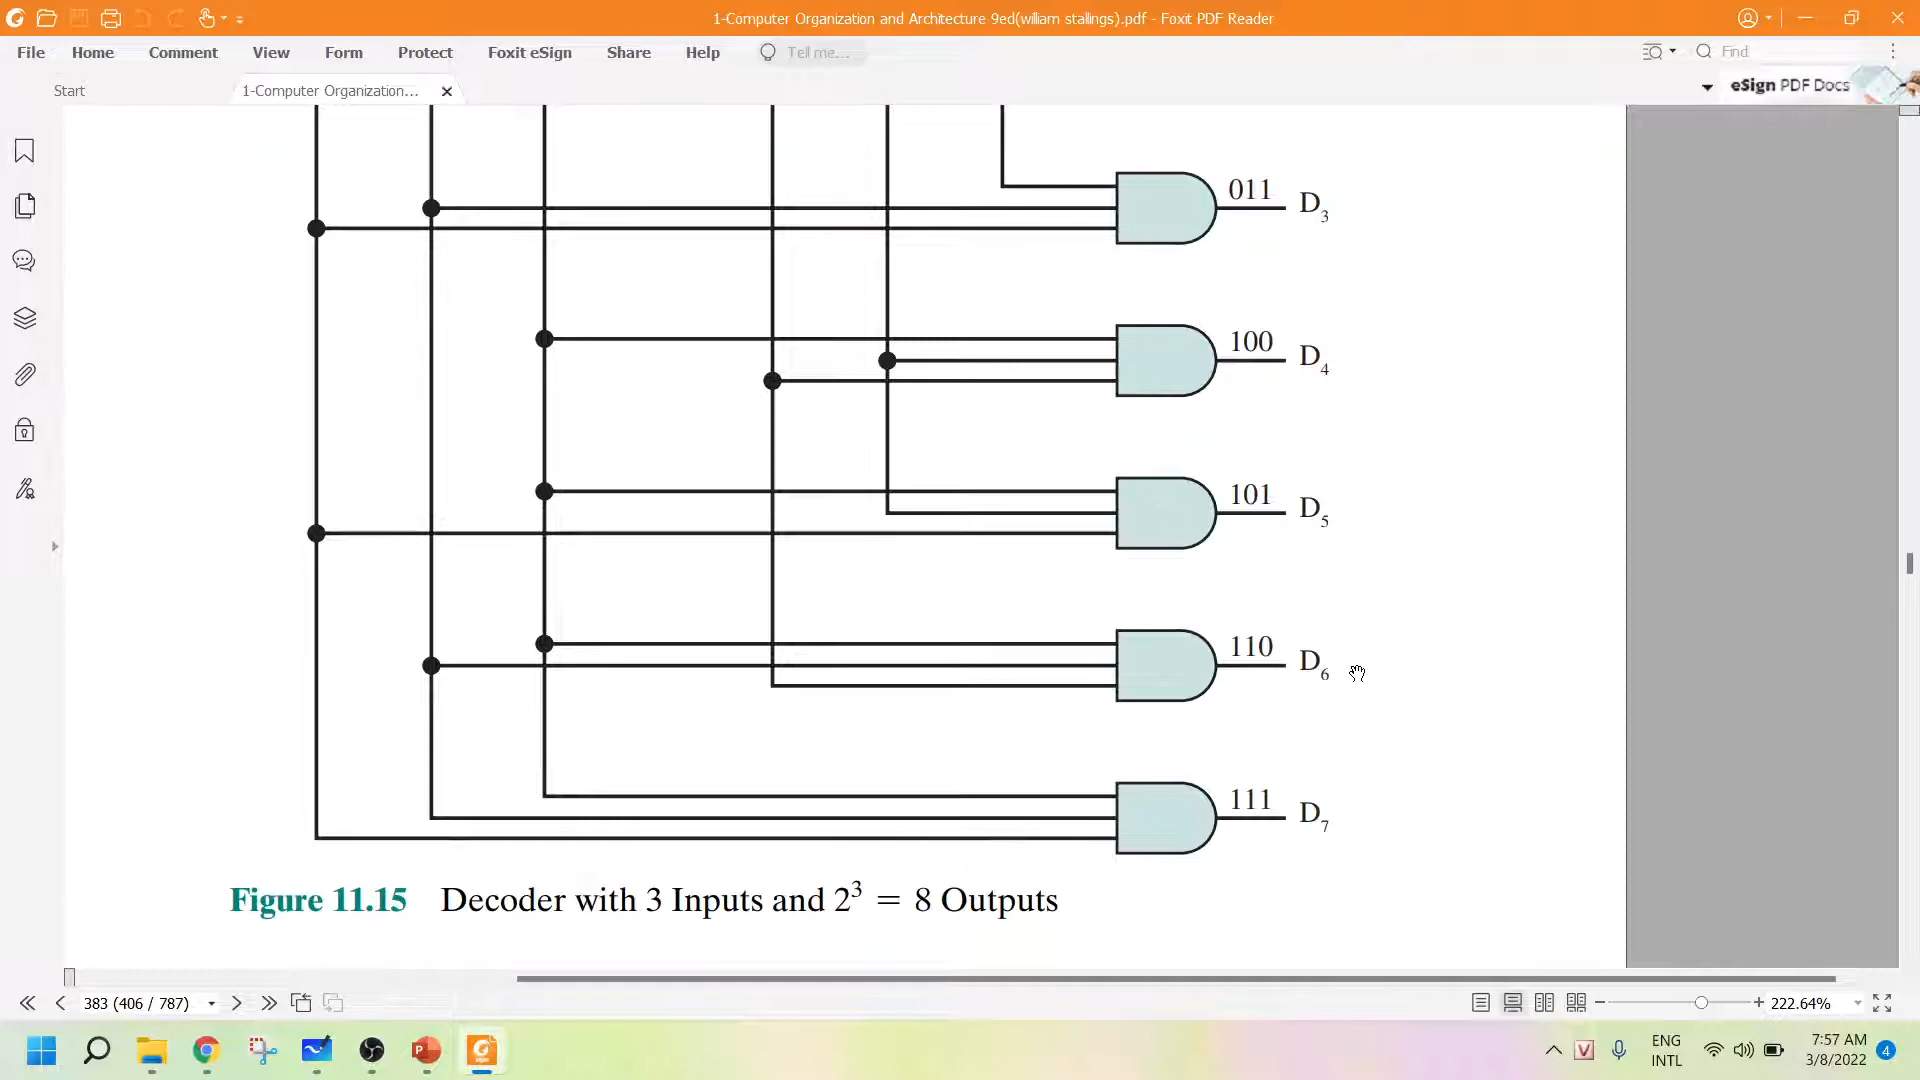 1-Computer Organization and Architecture 9ed(william stallings).pdf - Foxit PDF Reader
File Home Comment View Form Protect Foxit eSign Share Help Tell me... Find
Start 1-Computer Organization... eSign PDF Docs
011 D3
100 D4
101 D5
110 D6
111 D7
Figure 11.15 Decoder with 3 Inputs and 2³ = 8 Outputs
383 (406 / 787) 222.64%
ENG 7:57 AM
INTL 3/8/2022 4